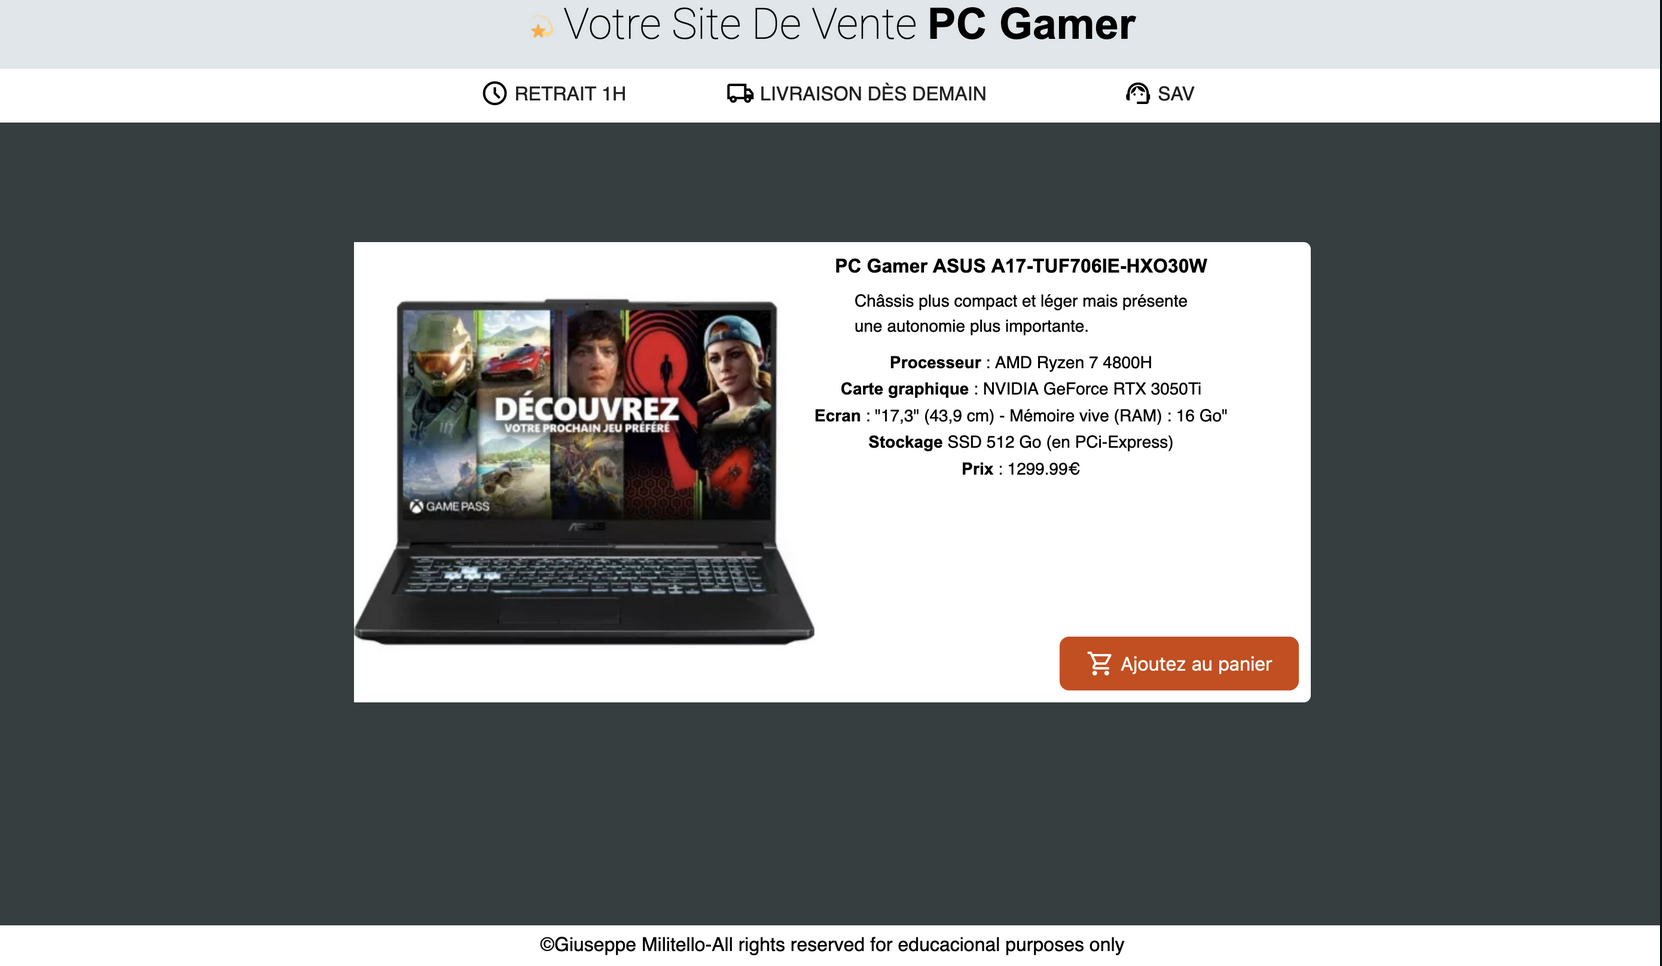 Votre Site De Vente PC Gamer
RETRAIT 1H
LIVRAISON DÈS DEMAIN
SAV
PC Gamer ASUS A17-TUF706IE-HXO30W
Châssis plus compact et léger mais présente
une autonomie plus importante.
Processeur : AMD Ryzen 7 4800H
Carte graphique : NVIDIA GeForce RTX 3050Ti
Ecran : "17,3" (43,9 cm) - Mémoire vive (RAM) : 16 Go"
Stockage SSD 512 Go (en PCi-Express)
Prix : 1299.99€
DÉCOUVREZ
VOTRE PROCHAIN JEU PRÉFÉRÉ
GAME PASS
ASUS
Ajoutez au panier
©Giuseppe Militello-All rights reserved for educacional purposes only